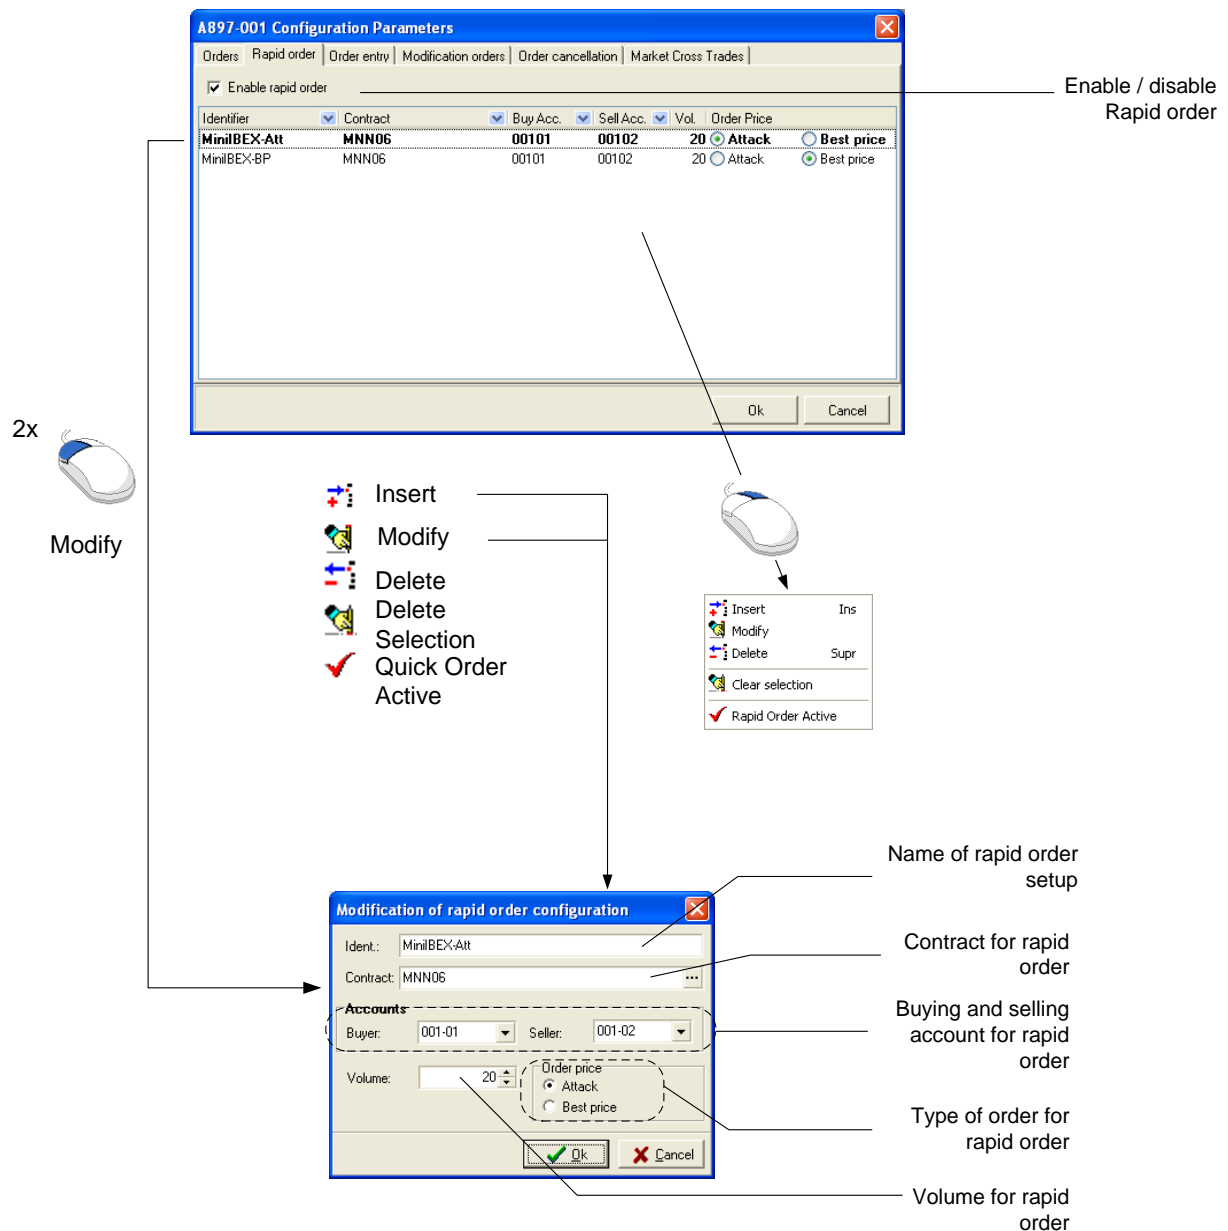 A897-001 Configuration Parameters
Orders Rapid order Order entry Modification orders Order cancellation Market Cross Trades
Enable rapid order
Enable / disable
Rapid order
Identifier Contract Buy Acc. Sell Acc. Vol. Order Price
MiniIBEX-Att MNN06 00101 00102 20 Attack Best price
MiniIBEX-BP MNN06 00101 00102 20 Attack Best price
Ok Cancel
2x
Modify
Insert
Modify
Delete
Delete
Selection
Quick Order
Active
Insert Ins
Modify
Delete Supr
Clear selection
Rapid Order Active
Name of rapid order
setup
Modification of rapid order configuration
Ident.: MiniIBEX-Att
Contract: MNN06 ...
Contract for rapid
order
Accounts
Buyer: 001-01 Seller: 001-02
Buying and selling
account for rapid
order
Volume: 20
Order price
Attack
Best price
Type of order for
rapid order
Ok Cancel
Volume for rapid
order